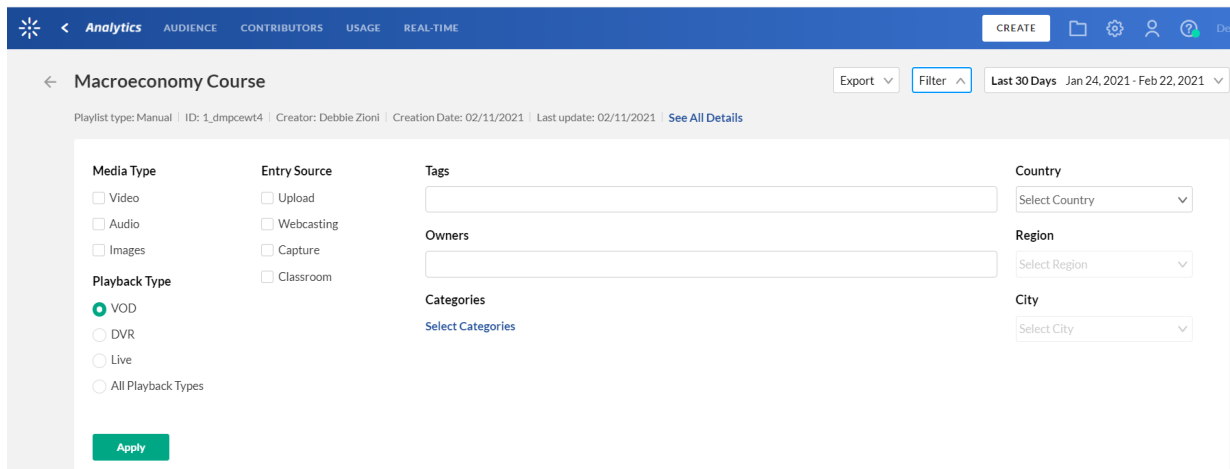 Analytics AUDIENCE CONTRIBUTORS USAGE REAL-TIME CREATE De
Macroeconomy Course Export Filter Last 30 Days Jan 24, 2021 - Feb 22, 2021
Playlist type: Manual | ID: 1_dmpcewt4 | Creator: Debbie Zioni | Creation Date: 02/11/2021 | Last update: 02/11/2021 | See All Details
Media Type
Video
Audio
Images
Playback Type
VOD
DVR
Live
All Playback Types
Entry Source
Upload
Webcasting
Capture
Classroom
Tags
Owners
Categories
Select Categories
Country
Select Country
Region
Select Region
City
Select City
Apply